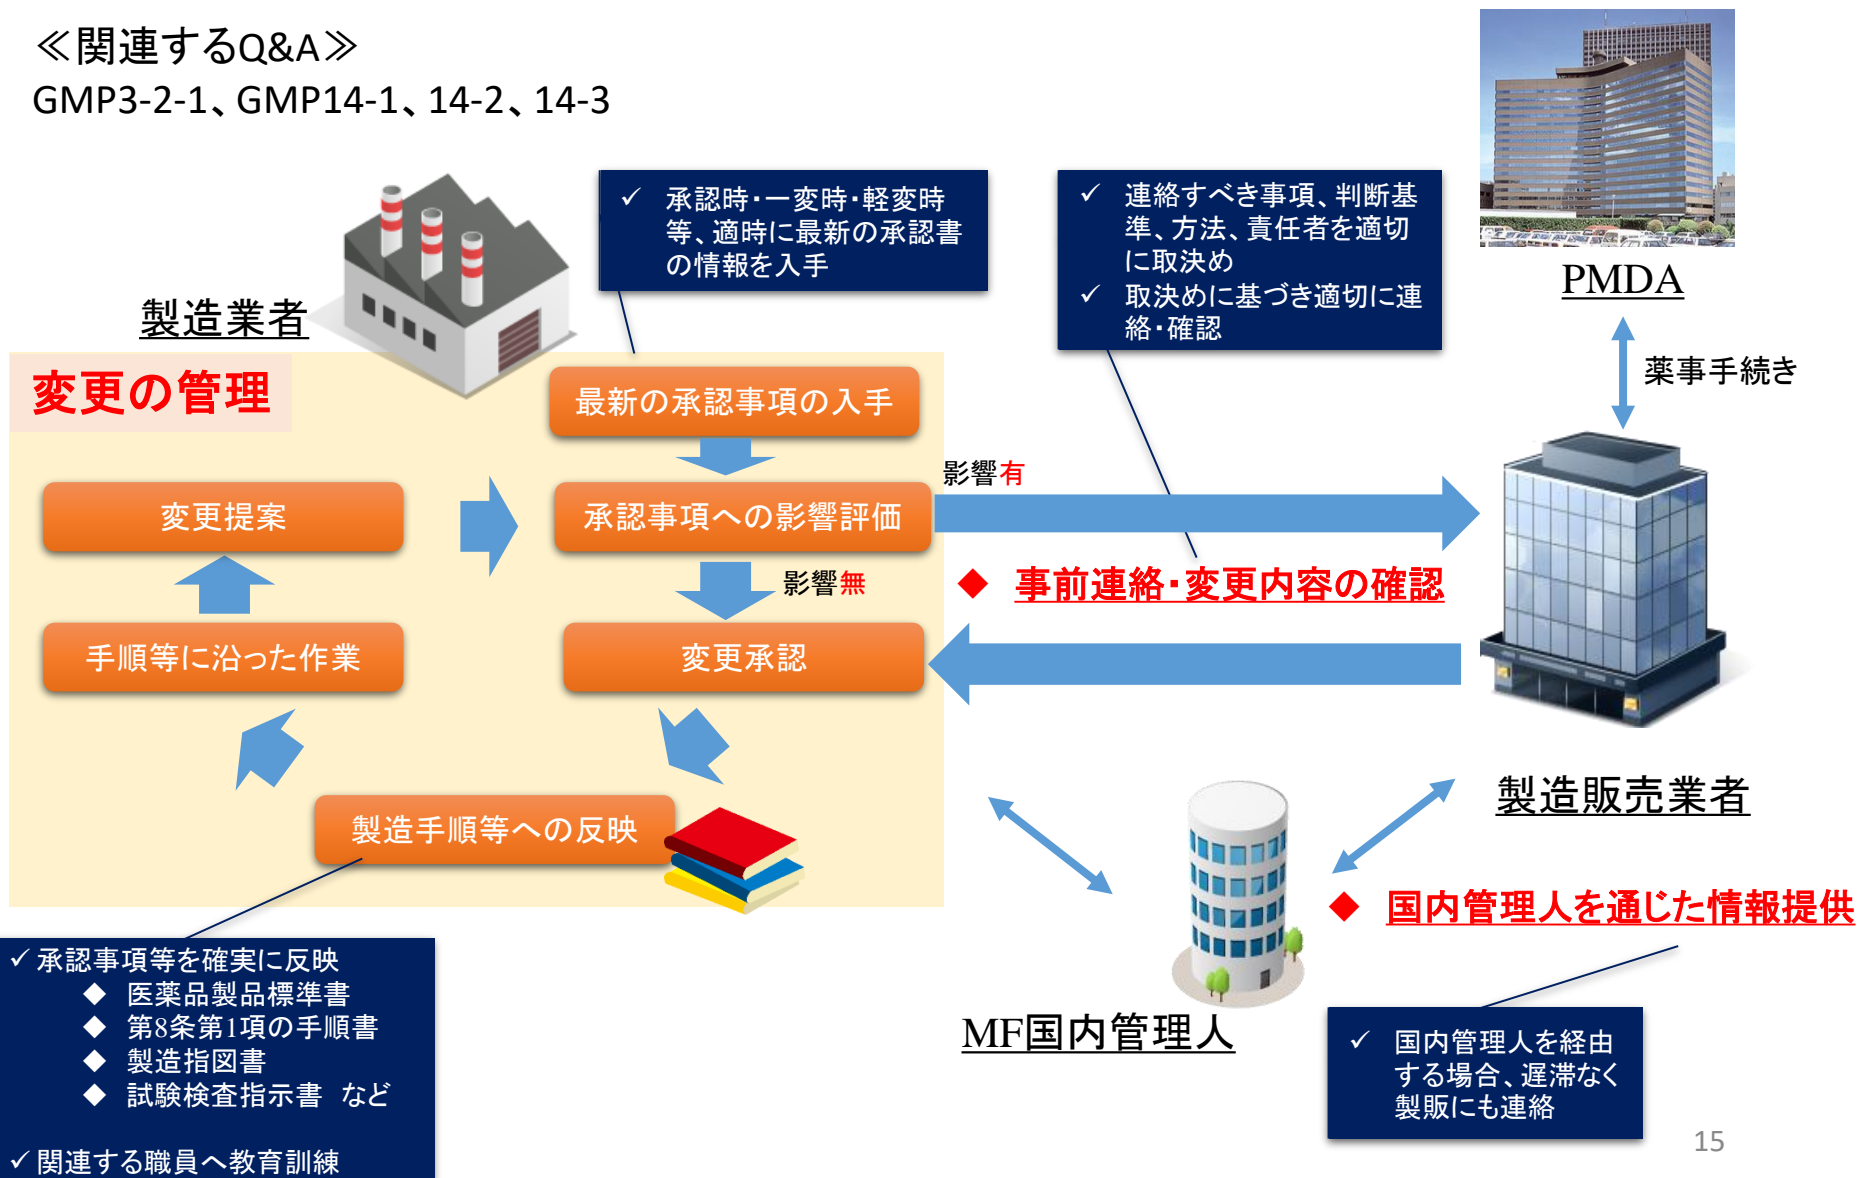 ≪関連するQ&A≫
GMP3-2-1、GMP14-1、14-2、14-3
製造業者
✓ 承認時・一変時・軽変時
等、適時に最新の承認書
の情報を入手
✓ 連絡すべき事項、判断基
準、方法、責任者を適切
に取決め
✓ 取決めに基づき適切に連
絡・確認
PMDA
薬事手続き
変更の管理
最新の承認事項の入手
影響有
変更提案
承認事項への影響評価
影響無
◆ 事前連絡・変更内容の確認
手順等に沿った作業
変更承認
製造販売業者
製造手順等への反映
◆ 国内管理人を通じた情報提供
✓ 承認事項等を確実に反映
◆ 医薬品製品標準書
◆ 第8条第1項の手順書
◆ 製造指図書
◆ 試験検査指示書 など
✓ 関連する職員へ教育訓練
MF国内管理人
✓ 国内管理人を経由
する場合、遅滞なく
製販にも連絡
15